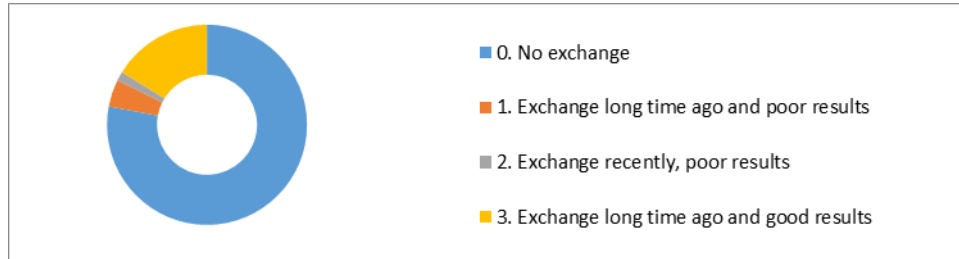 0. No exchange
1. Exchange long time ago and poor results
2. Exchange recently, poor results
3. Exchange long time ago and good results